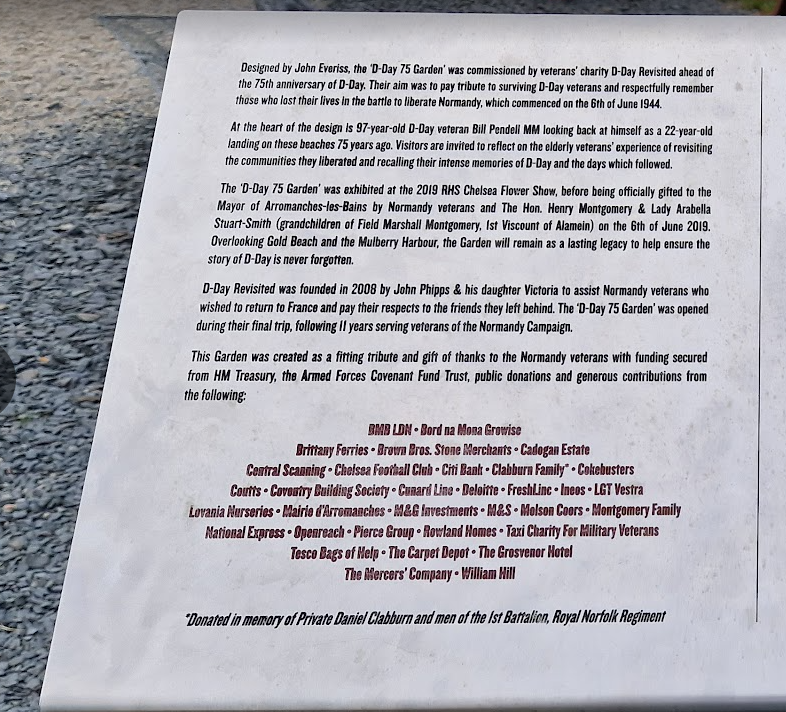 Designed by John Everiss, the 'D-Day 75 Garden' was commissioned by veterans' charity D-Day Revisited ahead of
the 75th anniversary of D-Day. Their aim was to pay tribute to surviving D-Day veterans and respectfully remember
those who lost their lives in the battle to liberate Normandy, which commenced on the 6th of June 1944.
At the heart of the design is 97-year-old D-Day veteran Bill Pendell MM looking back at himself as a 22-year-old
landing on these beaches 75 years ago. Visitors are invited to reflect on the elderly veterans' experience of revisiting
the communities they liberated and recalling their intense memories of D-Day and the days which followed.
The 'D-Day 75 Garden' was exhibited at the 2019 RHS Chelsea Flower Show, before being officially gifted to the
Mayor of Arromanches-les-Bains by Normandy veterans and The Hon. Henry Montgomery & Lady Arabella
Stuart-Smith (grandchildren of Field Marshall Montgomery, 1st Viscount of Alamein) on the 6th of June 2019.
Overlooking Gold Beach and the Mulberry Harbour, the Garden will remain as a lasting legacy to help ensure the
story of D-Day is never forgotten.
D-Day Revisited was founded in 2008 by John Phipps & his daughter Victoria to assist Normandy veterans who
wished to return to France and pay their respects to the friends they left behind. The 'D-Day 75 Garden' was opened
during their final trip, following 11 years serving veterans of the Normandy Campaign.
This Garden was created as a fitting tribute and gift of thanks to the Normandy veterans with funding secured
from HM Treasury, the Armed Forces Covenant Fund Trust, public donations and generous contributions from
the following:
BMB LDN • Bord na Mona Growise
Brittany Ferries • Brown Bros. Stone Merchants • Cadogan Estate
Central Scanning • Chelsea Football Club • Citi Bank • Clabburn Family* • Cokebusters
Coutts • Coventry Building Society • Cunard Line • Deloitte • FreshLinc • Ineos • LGT Vestra
Lovania Nurseries • Mairie d'Arromanches • M&G Investments • M&S • Molson Coors • Montgomery Family
National Express • Openreach • Pierce Group • Rowland Homes • Taxi Charity For Military Veterans
Tesco Bags of Help • The Carpet Depot • The Grosvenor Hotel
The Mercers' Company • William Hill
*Donated in memory of Private Daniel Clabburn and men of the 1st Battalion, Royal Norfolk Regiment